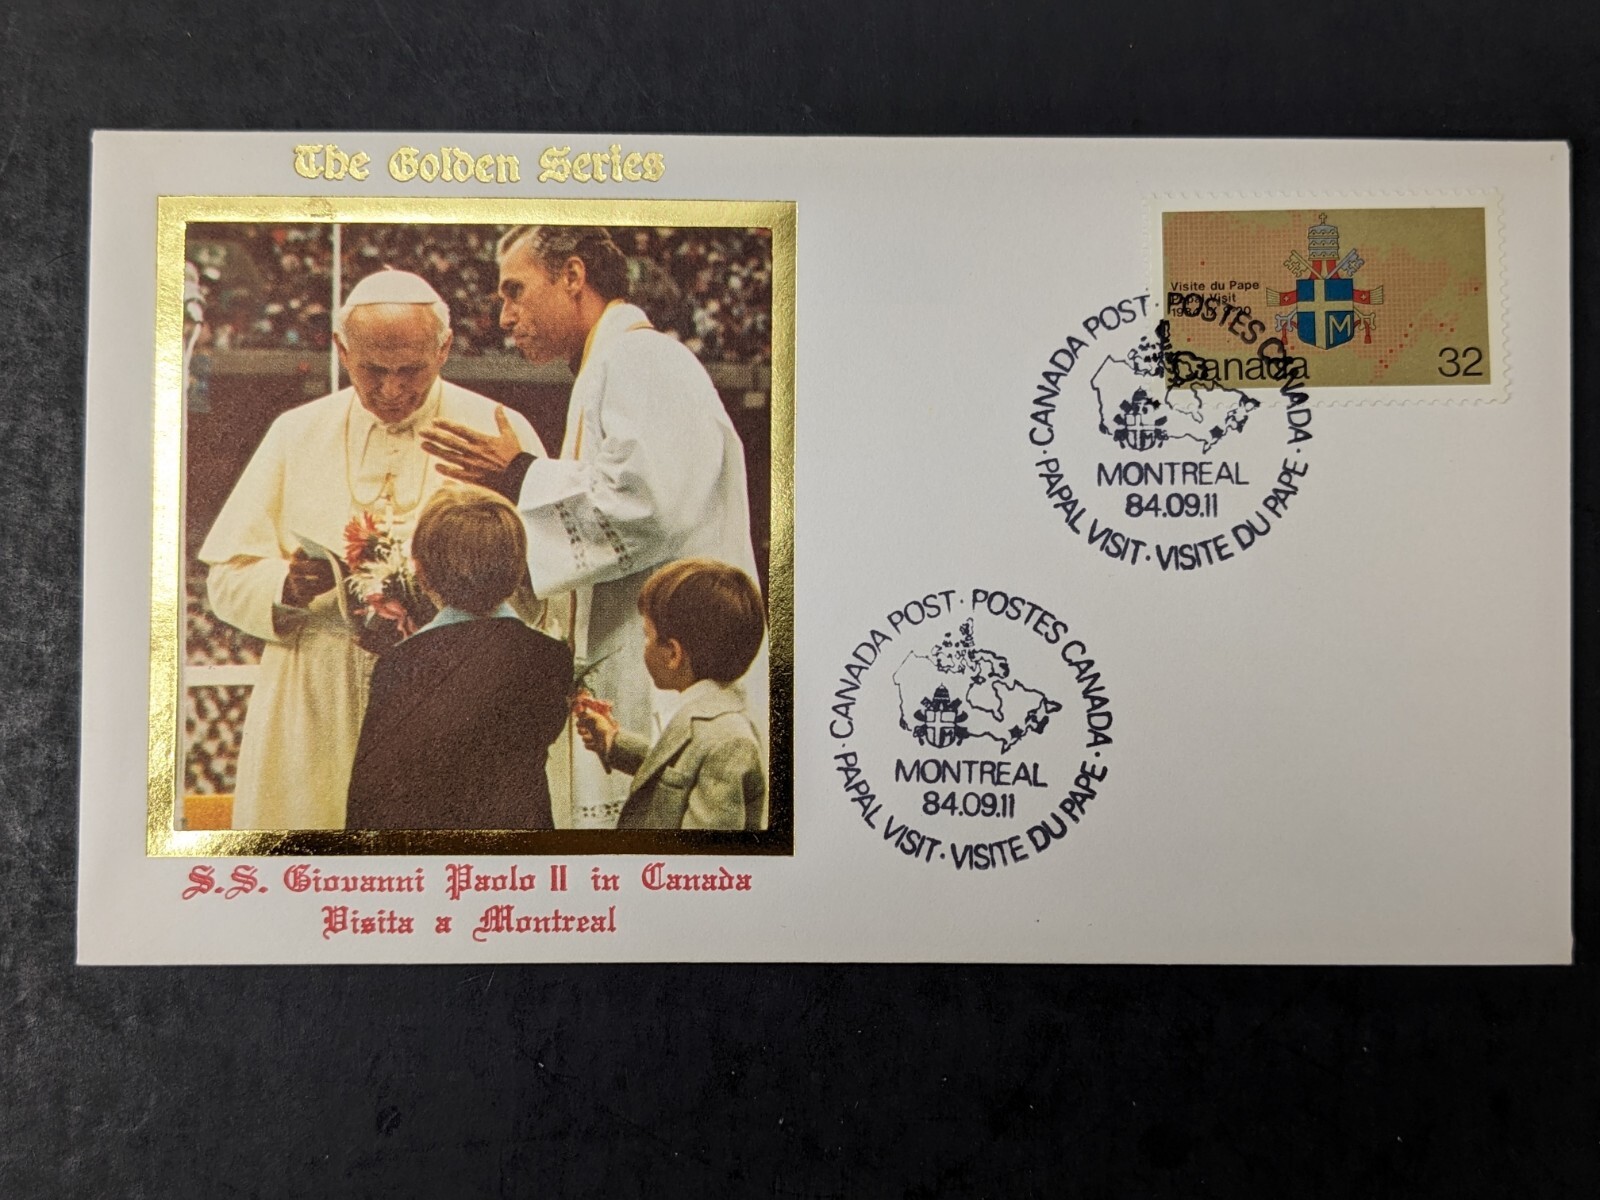 The Golden Series
S.S. Giovanni Paolo II in Canada
Visita a Montreal
Visite du Pape
Papal Visit
Canada
32
CANADA POST · POSTES CANADA ·
MONTREAL
84.09.11
PAPAL VISIT · VISITE DU PAPE ·
CANADA POST · POSTES CANADA ·
MONTREAL
84.09.11
PAPAL VISIT · VISITE DU PAPE ·